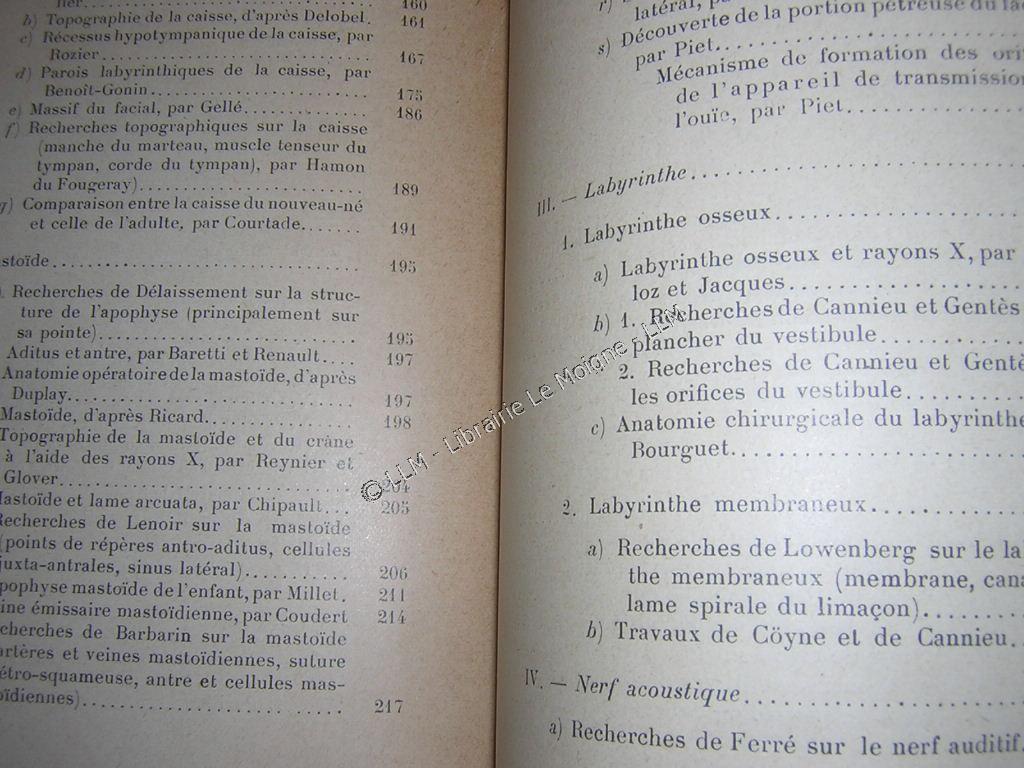 160
b) Topographie de la caisse, d'après Delobel. 161
c) Récessus hypotympanique de la caisse, par
Rozier........................ 167
d) Parois labyrinthiques de la caisse, par
Benoît-Gonin........................ 175
e) Massif du facial, par Gellé............... 186
f) Recherches topographiques sur la caisse
(manche du marteau, muscle tenseur du
tympan, corde du tympan), par Hamon
du Fougeray)........................ 189
g) Comparaison entre la caisse du nouveau-né
et celle de l'adulte, par Courtade....... 191
stoïde................................ 195
Recherches de Délaissement sur la struc-
ture de l'apophyse (principalement sur
sa pointe)........................ 195
Aditus et antre, par Baretti et Renault... 197
Anatomie opératoire de la mastoïde, d'après
Duplay........................ 197
Mastoïde, d'après Ricard............... 198
Topographie de la mastoïde et du crâne
à l'aide des rayons X, par Reynier et
Glover........................
astoïde et lame arcuata, par Chipault... 205
Recherches de Lenoir sur la mastoïde
(points de répères antro-aditus, cellules
juxta-antrales, sinus latéral)........... 206
pophyse mastoïde de l'enfant, par Millet. 211
ine émissaire mastoïdienne, par Coudert 214
cherches de Barbarin sur la mastoïde
artères et veines mastoïdiennes, suture
étro-squameuse, antre et cellules mas-
oïdiennes)........................ 217
latéral,
s) Découverte de la portion pétreuse du
par Piet........................
Mécanisme de formation des ori
de l'appareil de transmission
l'ouïe, par Piet...............
III. — Labyrinthe........................
1. Labyrinthe osseux........................
a) Labyrinthe osseux et rayons X, par
loz et Jacques...............
b) 1. Recherches de Cannieu et Gentès
plancher du vestibule...........
2. Recherches de Cannieu et Gentè
les orifices du vestibule...........
c) Anatomie chirurgicale du labyrinthe
Bourguet........................
2. Labyrinthe membraneux...............
a) Recherches de Lowenberg sur le la
the membraneux (membrane, cana
lame spirale du limaçon)...........
b) Travaux de Cöyne et de Cannieu.
IV. — Nerf acoustique...............
a) Recherches de Ferré sur le nerf auditif.
© LLM - Librairie Le Moigne - LLM